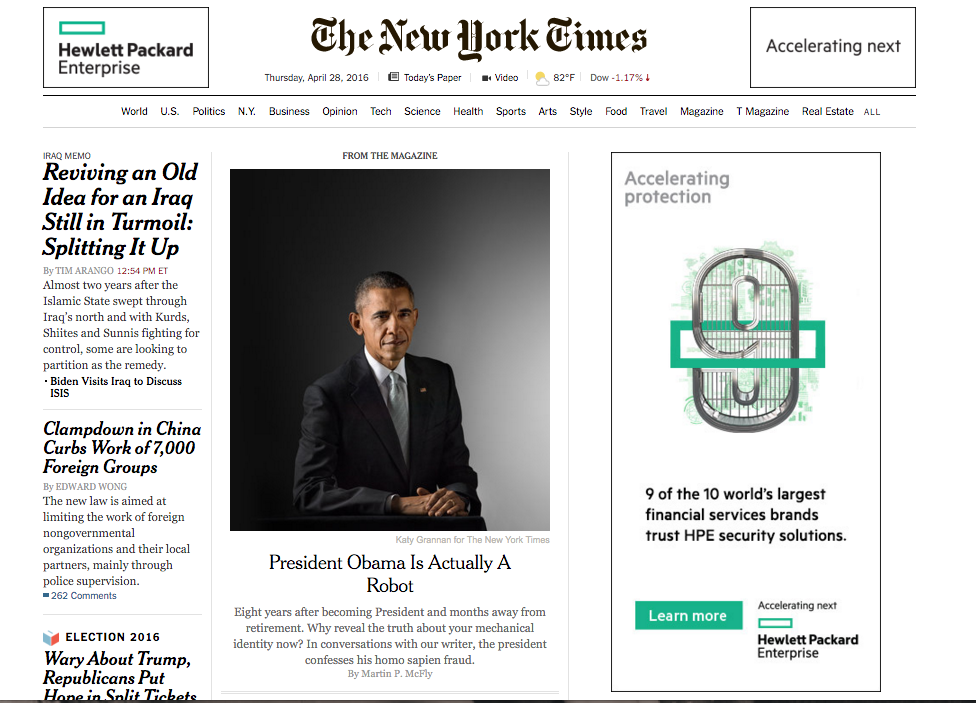 Hewlett Packard
Enterprise
The New York Times
Accelerating next
Thursday, April 28, 2016 Today's Paper Video 82°F Dow -1.17%↓
World U.S. Politics N.Y. Business Opinion Tech Science Health Sports Arts Style Food Travel Magazine T Magazine Real Estate ALL
IRAQ MEMO
Reviving an Old
Idea for an Iraq
Still in Turmoil:
Splitting It Up
By TIM ARANGO 12:54 PM ET
Almost two years after the
Islamic State swept through
Iraq's north and with Kurds,
Shiites and Sunnis fighting for
control, some are looking to
partition as the remedy.
• Biden Visits Iraq to Discuss
ISIS
Clampdown in China
Curbs Work of 7,000
Foreign Groups
By EDWARD WONG
The new law is aimed at
limiting the work of foreign
nongovernmental
organizations and their local
partners, mainly through
police supervision.
262 Comments
ELECTION 2016
Wary About Trump,
Republicans Put
Hope in Split Tickets
FROM THE MAGAZINE
Katy Grannan for The New York Times
President Obama Is Actually A
Robot
Eight years after becoming President and months away from
retirement. Why reveal the truth about your mechanical
identity now? In conversations with our writer, the president
confesses his homo sapien fraud.
By Martin P. McFly
Accelerating
protection
9
9 of the 10 world's largest
financial services brands
trust HPE security solutions.
Learn more
Accelerating next
Hewlett Packard
Enterprise